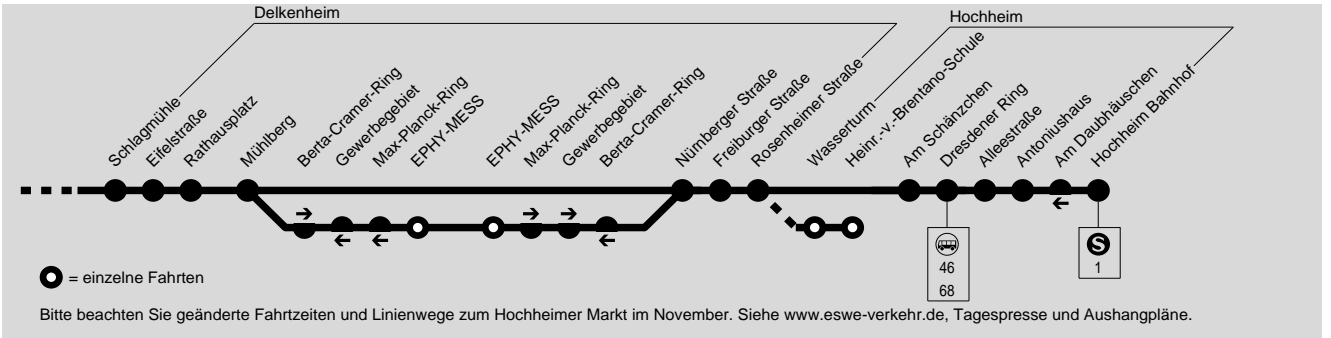 Delkenheim
Hochheim
Schlagmühle
Eifelstraße
Rathausplatz
Mühlberg
Berta-Cramer-Ring
Gewerbegebiet
Max-Planck-Ring
EPHY-MESS
EPHY-MESS
Max-Planck-Ring
Gewerbegebiet
Berta-Cramer-Ring
Nürnberger Straße
Freiburger Straße
Rosenheimer Straße
Wasserturm
Heinr.-v.-Brentano-Schule
Am Schänzchen
Dresdener Ring
Alleestraße
Antoniushaus
Am Daubhäuschen
Hochheim Bahnhof
46
68
S
1
= einzelne Fahrten
Bitte beachten Sie geänderte Fahrtzeiten und Linienwege zum Hochheimer Markt im November. Siehe www.eswe-verkehr.de, Tagespresse und Aushangpläne.